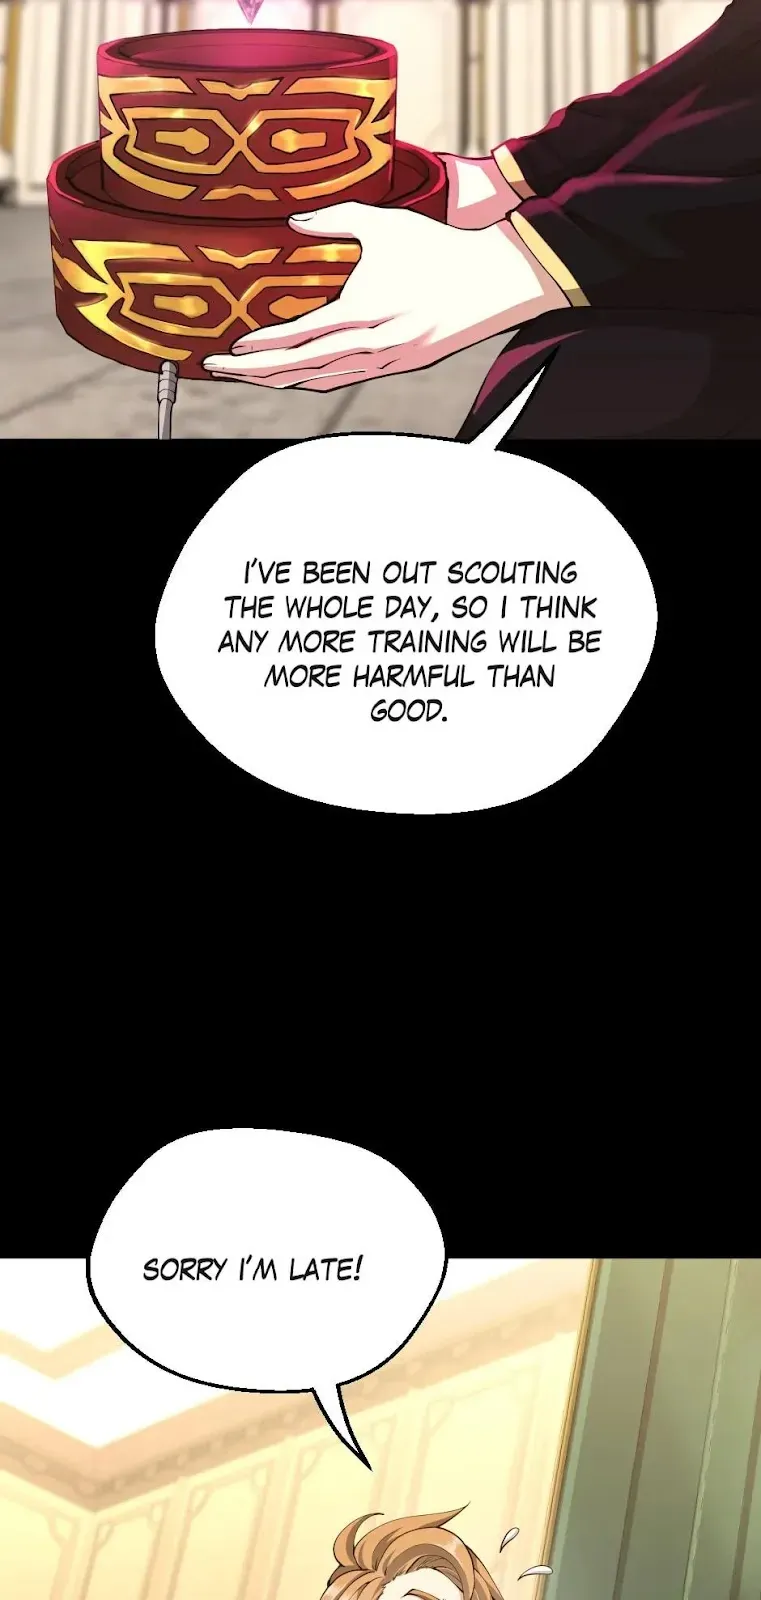 I'VE BEEN OUT SCOUTING
THE WHOLE DAY, SO I THINK
ANY MORE TRAINING WILL BE
MORE HARMFUL THAN
GOOD.
SORRY I'M LATE!